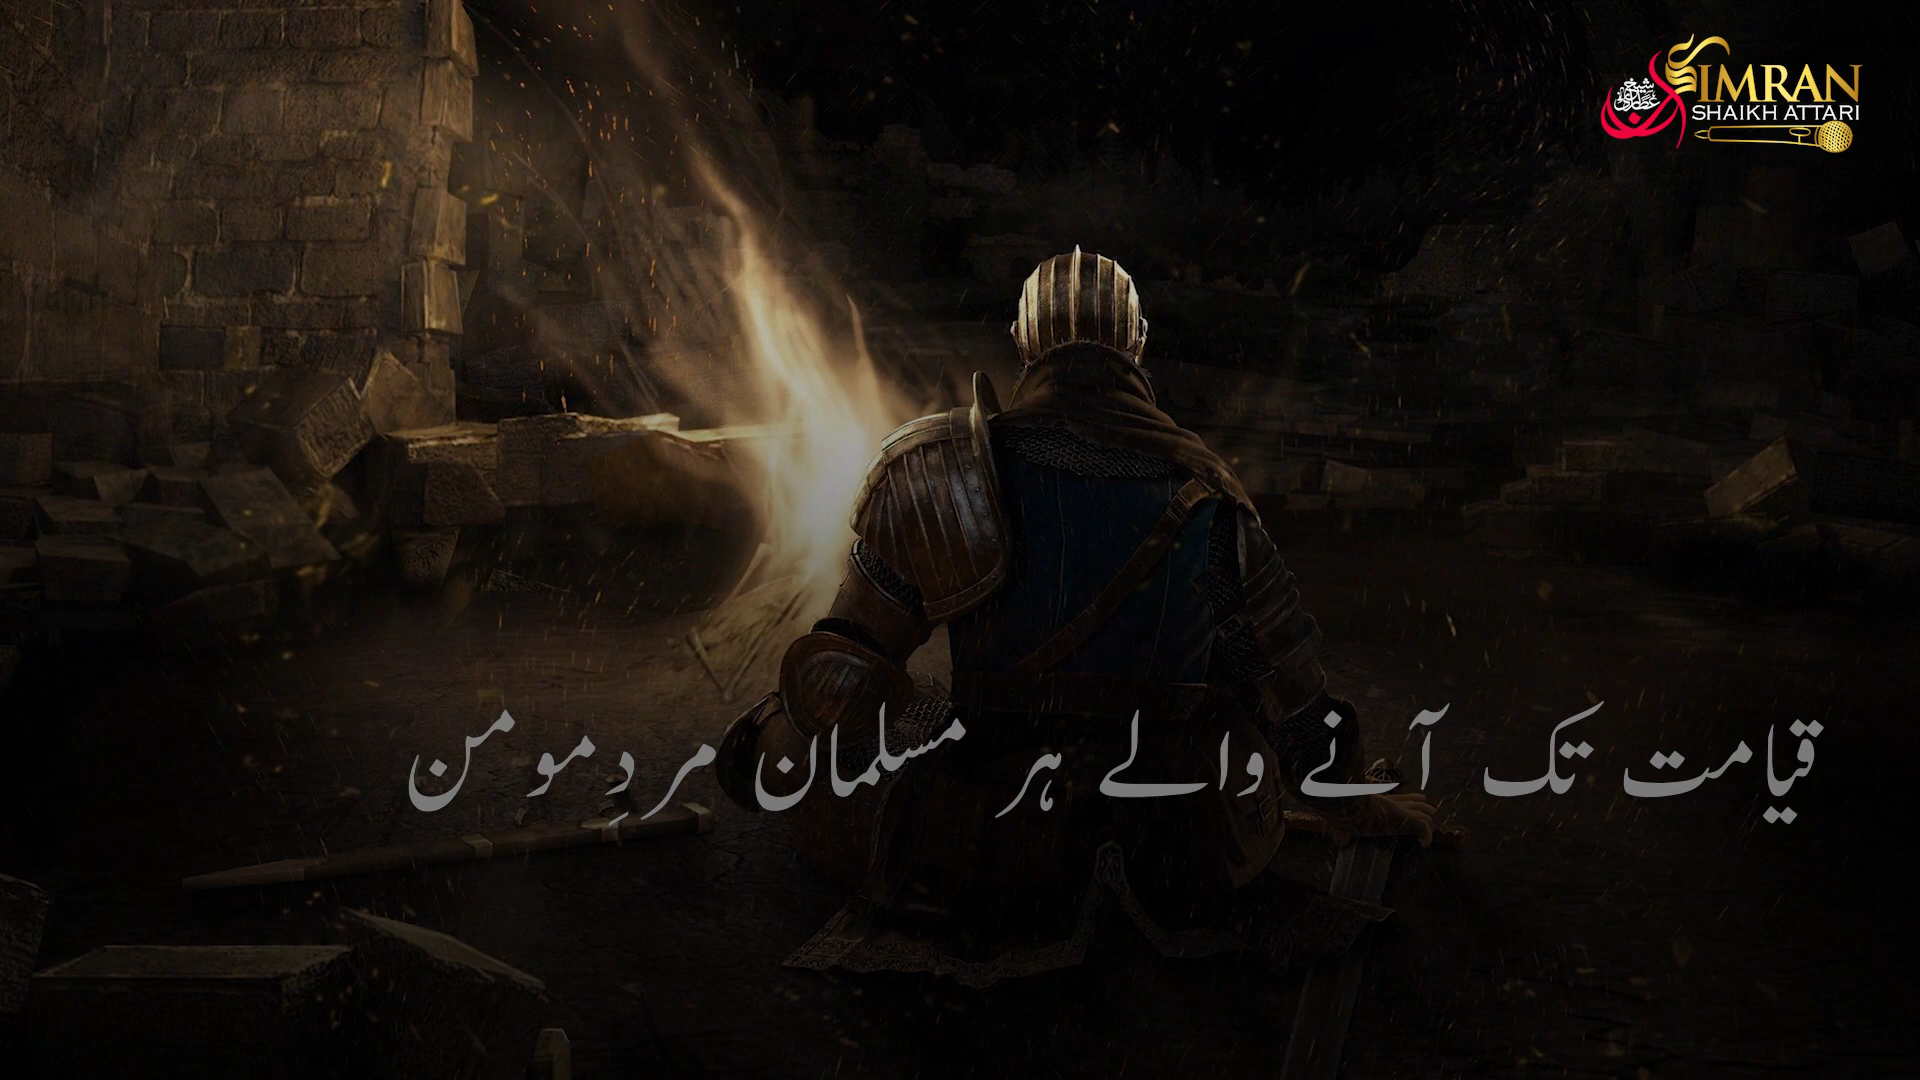 IMRAN
SHAIKH ATTARI
قیامت تک آنے والے ہر مسلمان مردِمومن